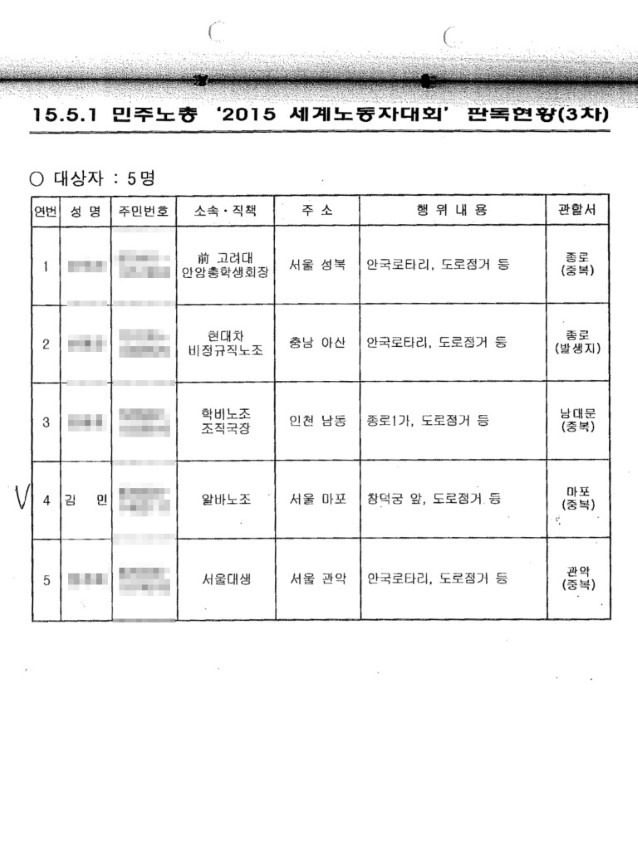 15.5.1 민주노총 '2015 세계노동자대회' 판독현황(3차)
○ 대상자 : 5명
연번 성 명 주민번호 소속·직책 주 소 행 위 내 용 관할서
1 前 고려대 안암총학생회장 서울 성북 안국로타리, 도로점거 등 종로 (중복)
2 현대차 비정규직노조 충남 아산 안국로타리, 도로점거 등 종로 (발생지)
3 학비노조 조직국장 인천 남동 종로1가, 도로점거 등 남대문 (중복)
V 4 김 민 알바노조 서울 마포 창덕궁 앞, 도로점거 등 마포 (중복)
5 서울대생 서울 관악 안국로타리, 도로점거 등 관악 (중복)